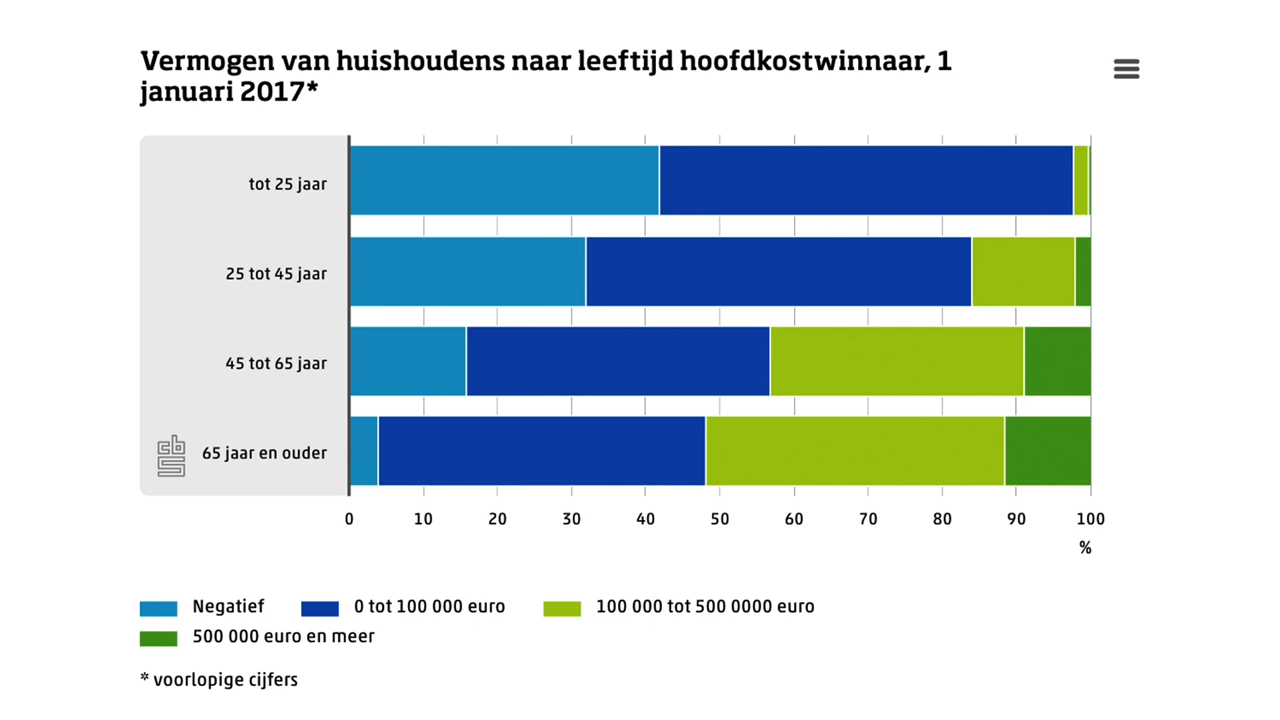 Vermogen van huishoudens naar leeftijd hoofdkostwinnaar, 1
januari 2017*
tot 25 jaar
25 tot 45 jaar
45 tot 65 jaar
cbs
65 jaar en ouder
0 10 20 30 40 50 60 70 80 90 100
%
Negatief 0 tot 100 000 euro 100 000 tot 500 0000 euro
500 000 euro en meer
* voorlopige cijfers